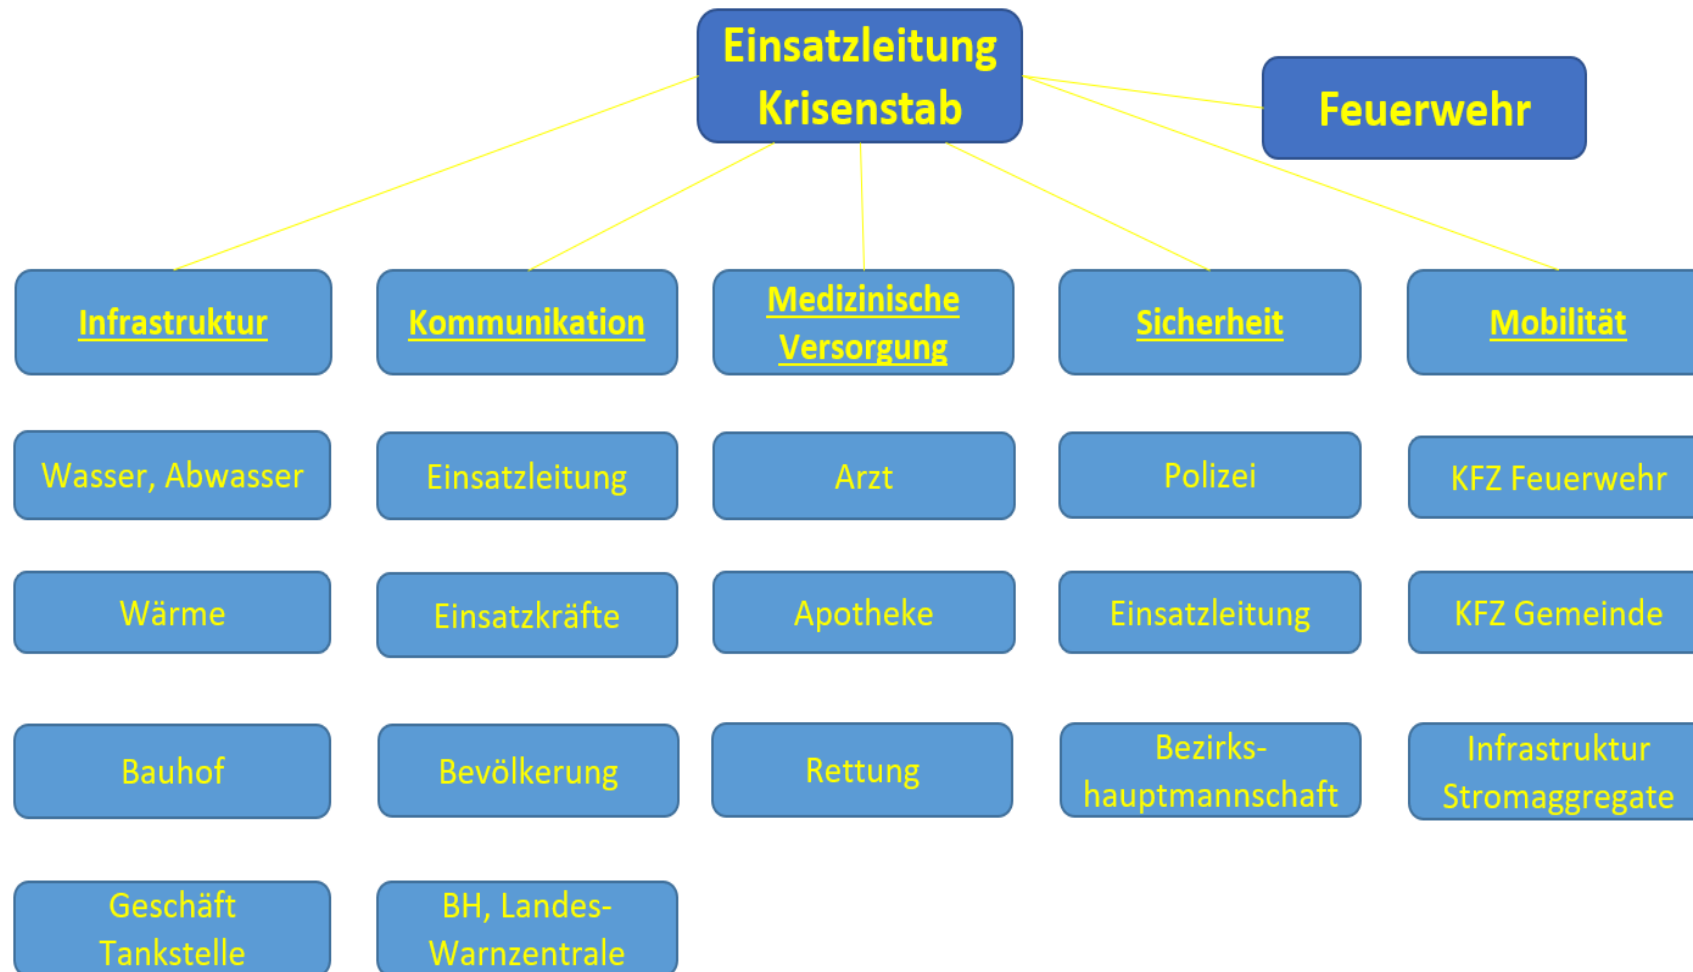 Einsatzleitung
Krisenstab
Feuerwehr
Infrastruktur
Kommunikation
Medizinische
Versorgung
Sicherheit
Mobilität
Wasser, Abwasser
Einsatzleitung
Arzt
Polizei
KFZ Feuerwehr
Wärme
Einsatzkräfte
Apotheke
Einsatzleitung
KFZ Gemeinde
Bauhof
Bevölkerung
Rettung
Bezirks-
hauptmannschaft
Infrastruktur
Stromaggregate
Geschäft
Tankstelle
BH, Landes-
Warnzentrale